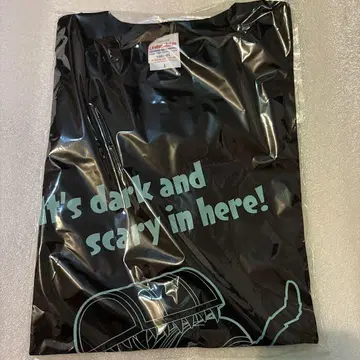 L
It's dark and
scary in here!